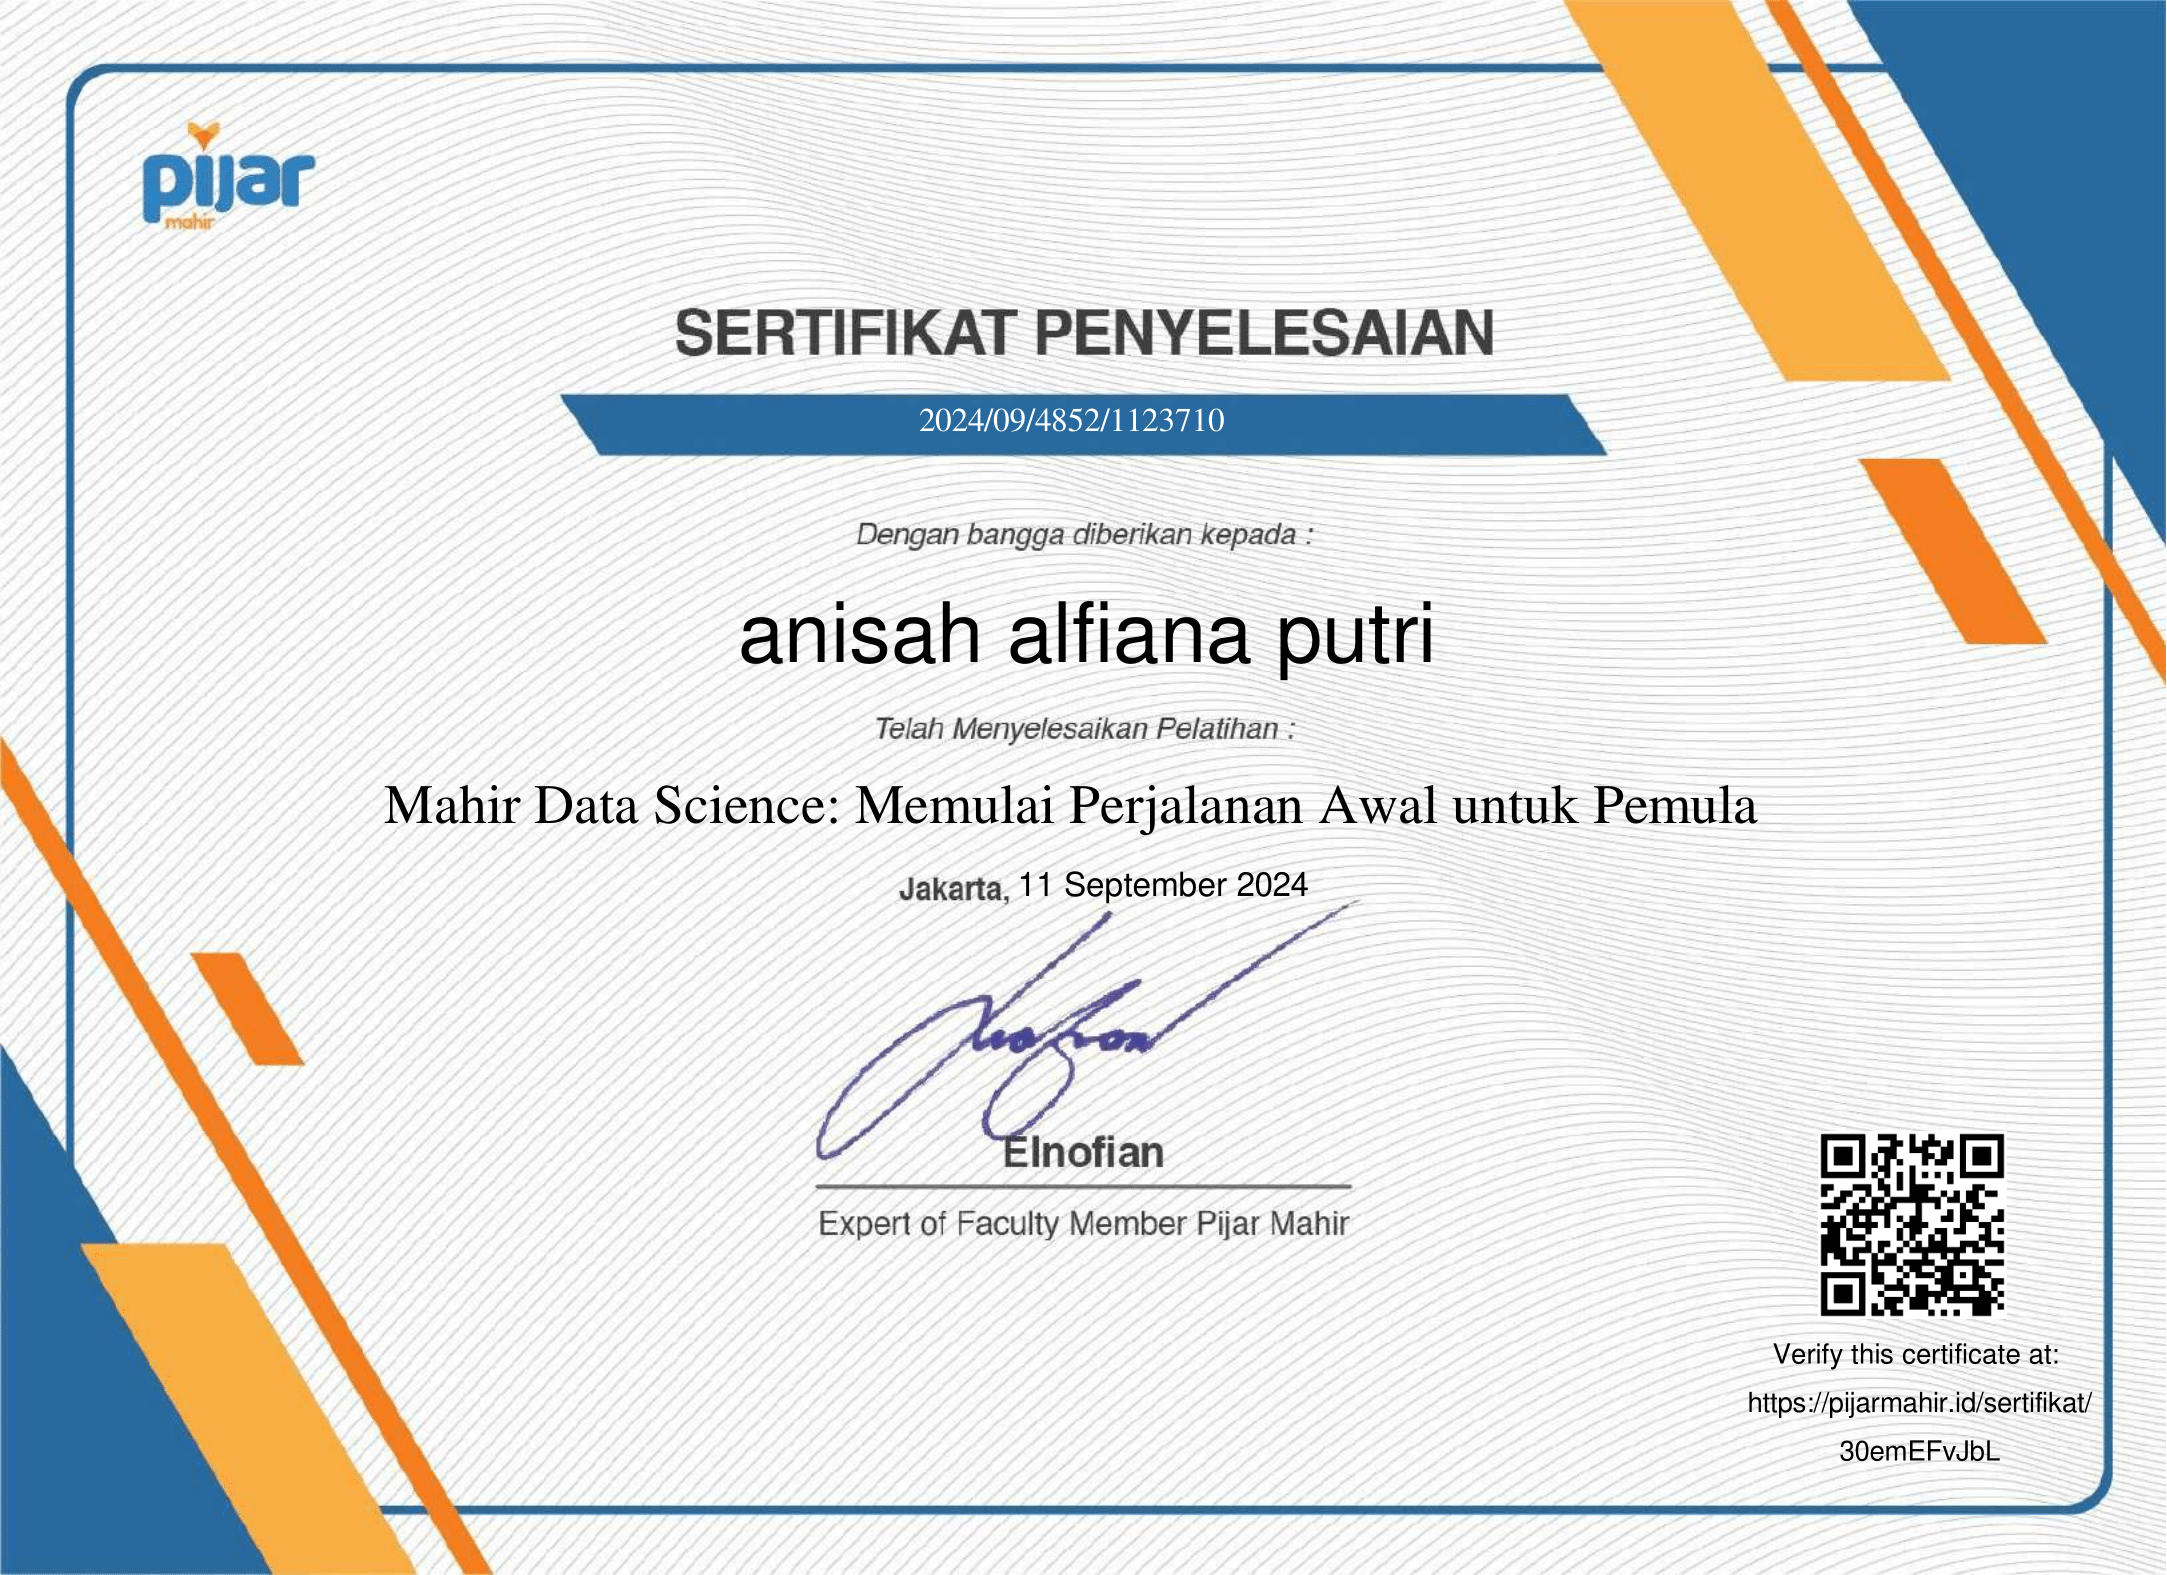 pijar
mahir
SERTIFIKAT PENYELESAIAN
2024/09/4852/1123710
Dengan bangga diberikan kepada :
anisah alfiana putri
Telah Menyelesaikan Pelatihan :
Mahir Data Science: Memulai Perjalanan Awal untuk Pemula
Jakarta, 11 September 2024
Elnofian
Expert of Faculty Member Pijar Mahir
Verify this certificate at:
https://pijarmahir.id/sertifikat/
30emEFvJbL